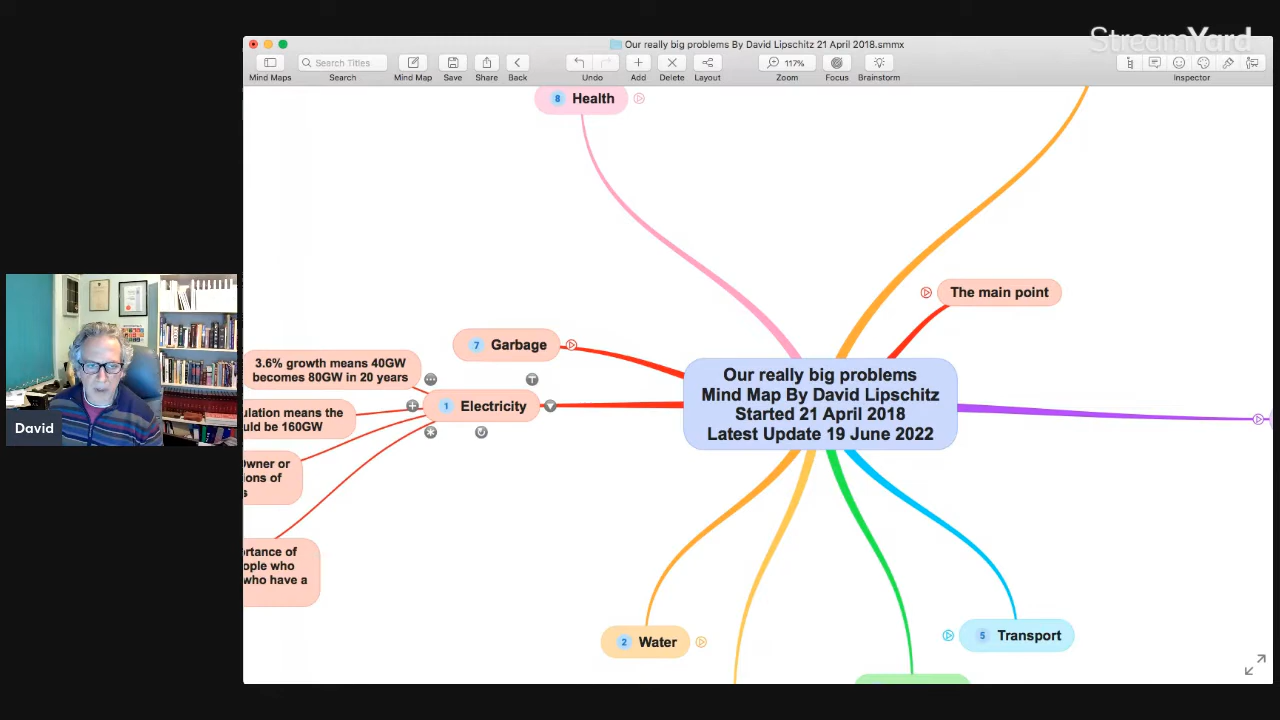 StreamYard
Our really big problems By David Lipschitz 21 April 2018.smmx
Search Titles
117%
Mind Maps
Search
Mind Map
Save
Share
Back
Undo
Add
Delete
Layout
Zoom
Focus
Brainstorm
Inspector
8 Health
The main point
7 Garbage
3.6% growth means 40GW
becomes 80GW in 20 years
1 Electricity
ulation means the
uld be 160GW
Owner or
ions of
s
rtance of
ople who
who have a
Our really big problems
Mind Map By David Lipschitz
Started 21 April 2018
Latest Update 19 June 2022
David
2 Water
5 Transport